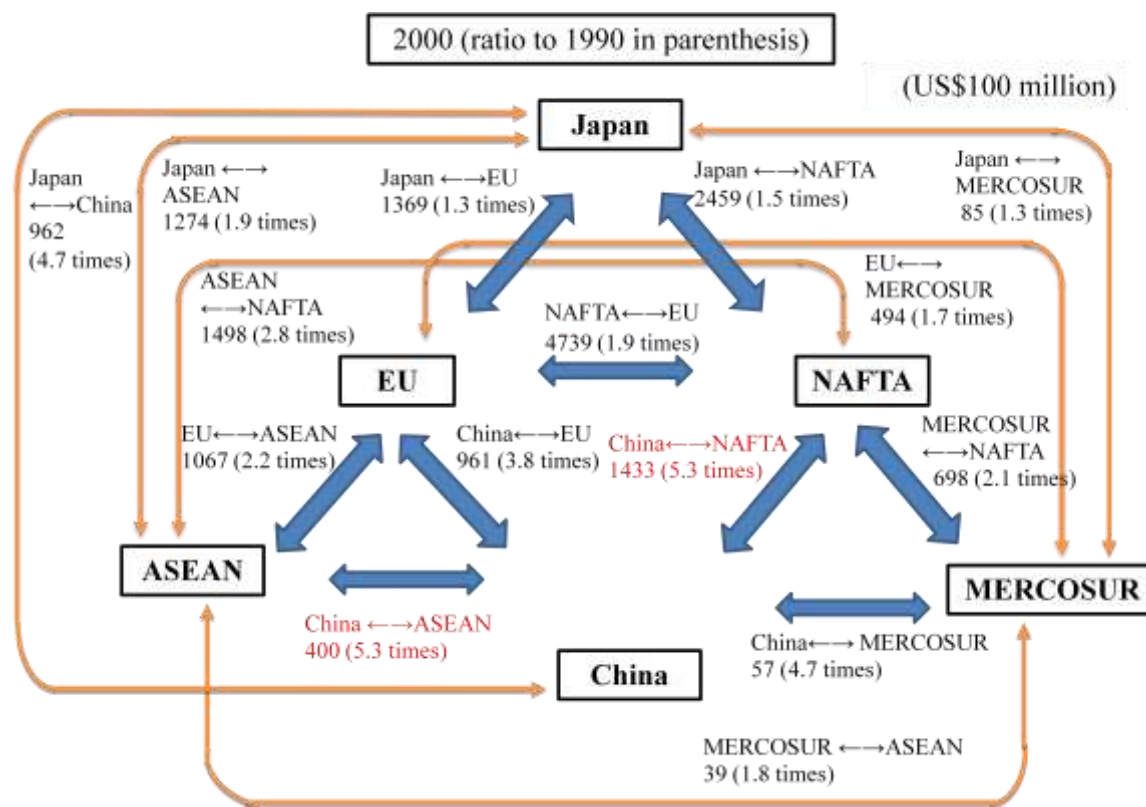 2000 (ratio to 1990 in parenthesis)
(US$100 million)
Japan
Japan
←→China
962
(4.7 times)
Japan ←→
ASEAN
1274 (1.9 times)
Japan ←→EU
1369 (1.3 times)
Japan ←→NAFTA
2459 (1.5 times)
Japan ←→
MERCOSUR
85 (1.3 times)
ASEAN
←→NAFTA
1498 (2.8 times)
NAFTA←→EU
4739 (1.9 times)
EU←→
MERCOSUR
494 (1.7 times)
EU
NAFTA
EU←→ASEAN
1067 (2.2 times)
China←→EU
961 (3.8 times)
China←→NAFTA
1433 (5.3 times)
MERCOSUR
←→NAFTA
698 (2.1 times)
ASEAN
MERCOSUR
China ←→ASEAN
400 (5.3 times)
China←→ MERCOSUR
57 (4.7 times)
China
MERCOSUR ←→ASEAN
39 (1.8 times)